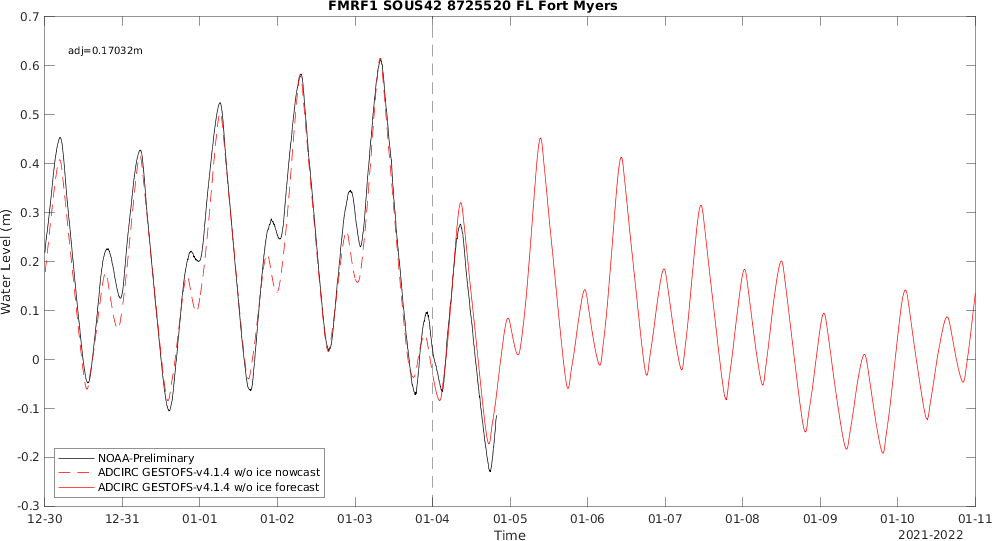 FMRF1 SOUS42 8725520 FL Fort Myers
adj=0.17032m
0.7
0.6
0.5
0.4
0.3
0.2
0.1
0
-0.1
-0.2
-0.3
Water Level (m)
NOAA-Preliminary
ADCIRC GESTOFS-v4.1.4 w/o ice nowcast
ADCIRC GESTOFS-v4.1.4 w/o ice forecast
12-30 12-31 01-01 01-02 01-03 01-04 01-05 01-06 01-07 01-08 01-09 01-10 01-11
Time
2021-2022